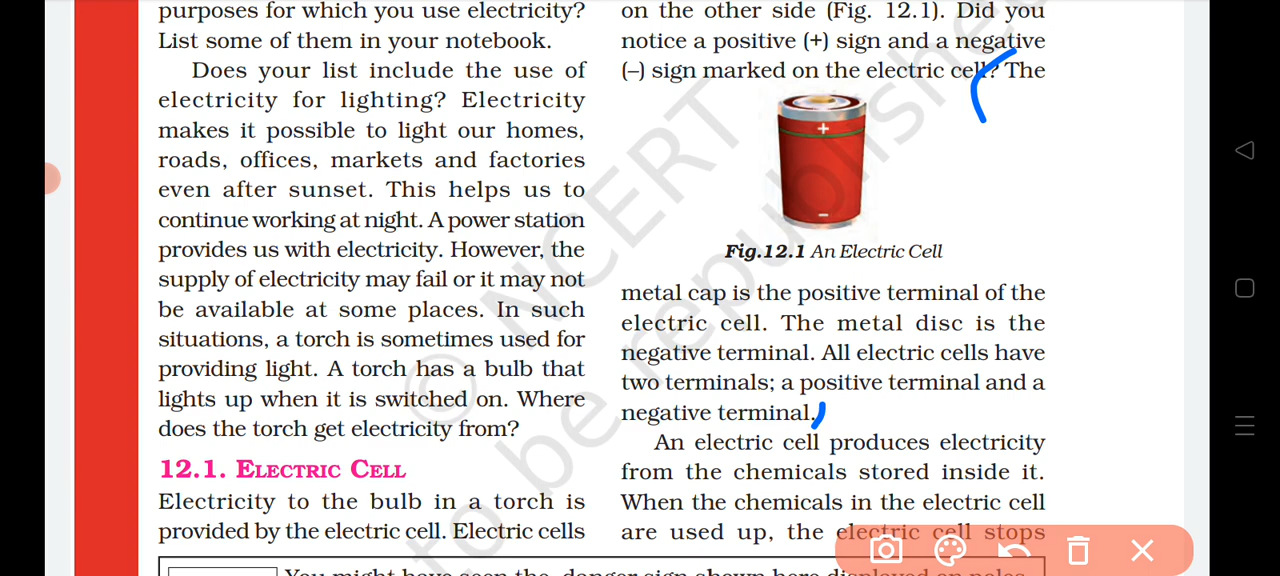 purposes for which you use electricity?
List some of them in your notebook.
Does your list include the use of
electricity for lighting? Electricity
makes it possible to light our homes,
roads, offices, markets and factories
even after sunset. This helps us to
continue working at night. A power station
provides us with electricity. However, the
supply of electricity may fail or it may not
be available at some places. In such
situations, a torch is sometimes used for
providing light. A torch has a bulb that
lights up when it is switched on. Where
does the torch get electricity from?
12.1. ELECTRIC CELL
Electricity to the bulb in a torch is
provided by the electric cell. Electric cells
on the other side (Fig. 12.1). Did you
notice a positive (+) sign and a negative
(–) sign marked on the electric cell? The
+
–
Fig.12.1 An Electric Cell
metal cap is the positive terminal of the
electric cell. The metal disc is the
negative terminal. All electric cells have
two terminals; a positive terminal and a
negative terminal.
An electric cell produces electricity
from the chemicals stored inside it.
When the chemicals in the electric cell
are used up, the electric cell stops
© NCERT
to be republished